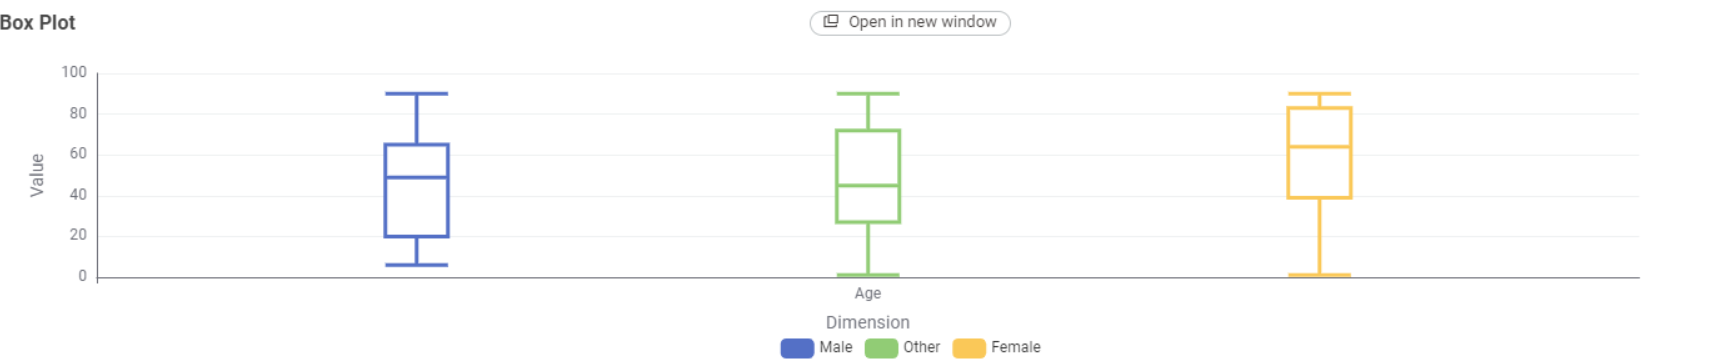 Box Plot
Open in new window
100
80
60
40
20
0
Value
Age
Dimension
Male Other Female